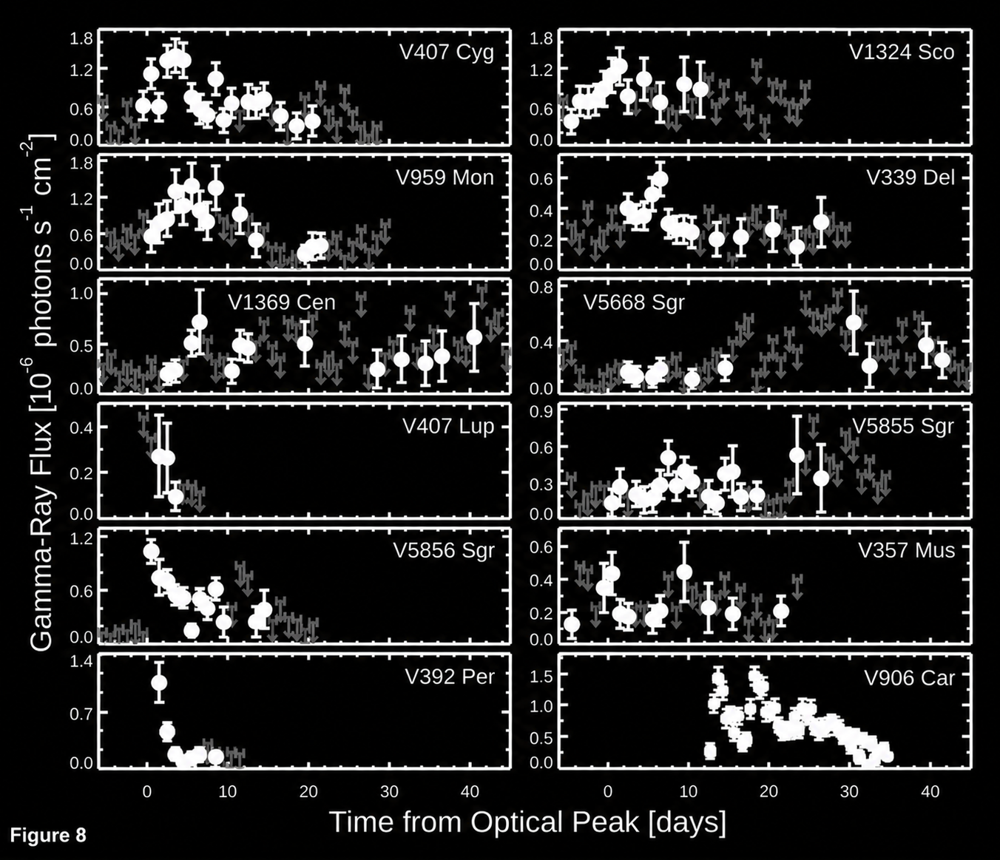 Gamma-Ray Flux [10-6 photons s-1 cm-2]
1.8
1.2
0.6
0.0
V407 Cyg
1.8
1.2
0.6
0.0
V1324 Sco
1.8
1.2
0.6
0.0
V959 Mon
0.6
0.4
0.2
0.0
V339 Del
1.0
0.5
0.0
V1369 Cen
0.8
0.4
0.0
V5668 Sgr
0.4
0.2
0.0
V407 Lup
0.9
0.6
0.3
0.0
V5855 Sgr
1.2
0.6
0.0
V5856 Sgr
0.6
0.4
0.2
0.0
V357 Mus
1.4
0.7
0.0
V392 Per
1.5
1.0
0.5
0.0
V906 Car
0 10 20 30 40
0 10 20 30 40
Time from Optical Peak [days]
Figure 8